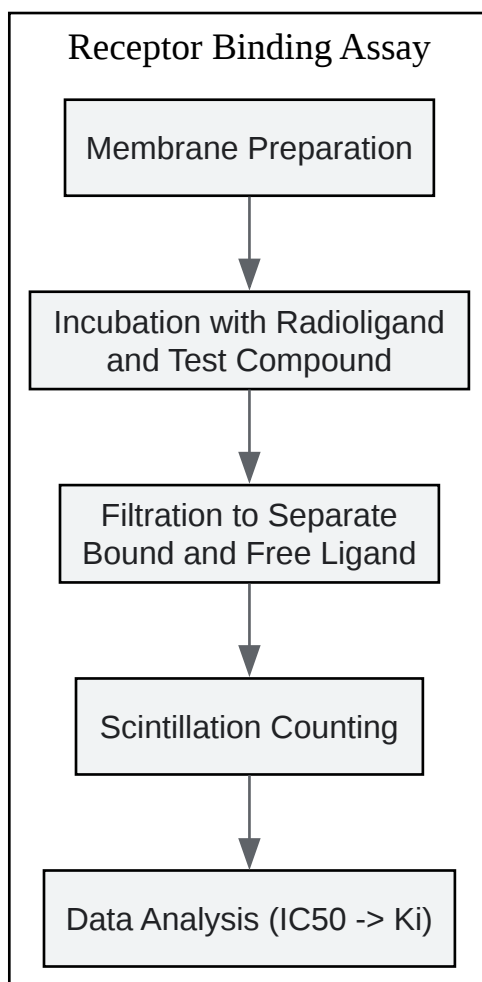 Receptor Binding Assay
Membrane Preparation
Incubation with Radioligand
and Test Compound
Filtration to Separate
Bound and Free Ligand
Scintillation Counting
Data Analysis (IC50 -> Ki)